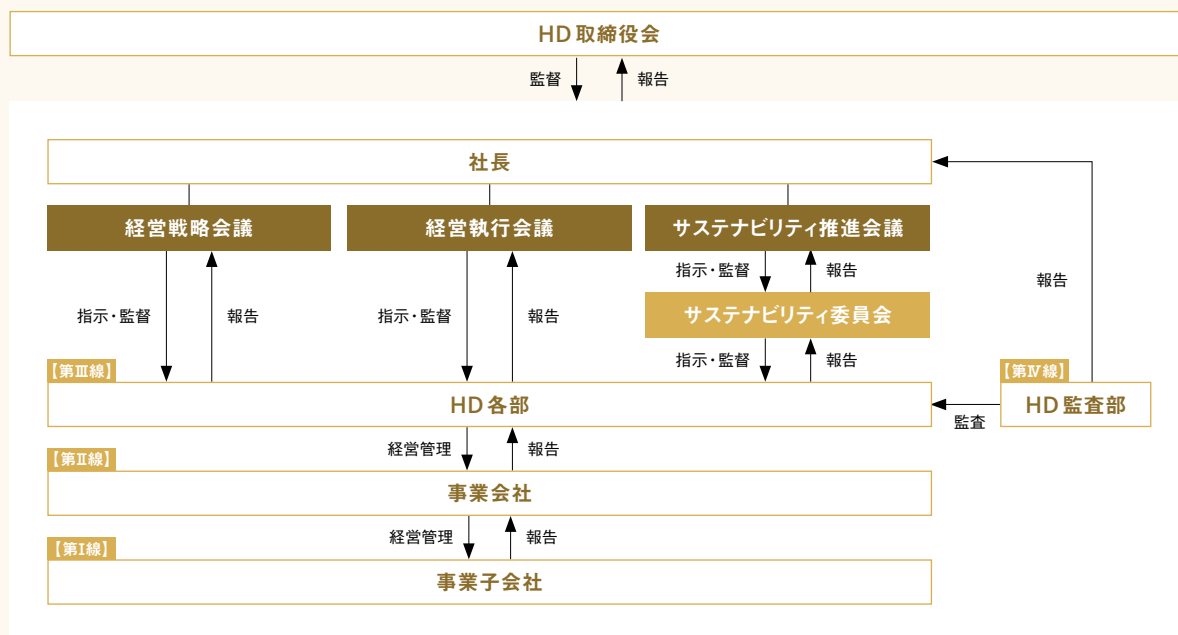 HD取締役会
監督
報告
社長
経営戦略会議
経営執行会議
サステナビリティ推進会議
指示・監督
報告
サステナビリティ委員会
指示・監督
報告
指示・監督
報告
指示・監督
報告
報告
【第Ⅲ線】
HD各部
【第Ⅳ線】
HD監査部
監査
経営管理
報告
【第Ⅱ線】
事業会社
経営管理
報告
【第Ⅰ線】
事業子会社